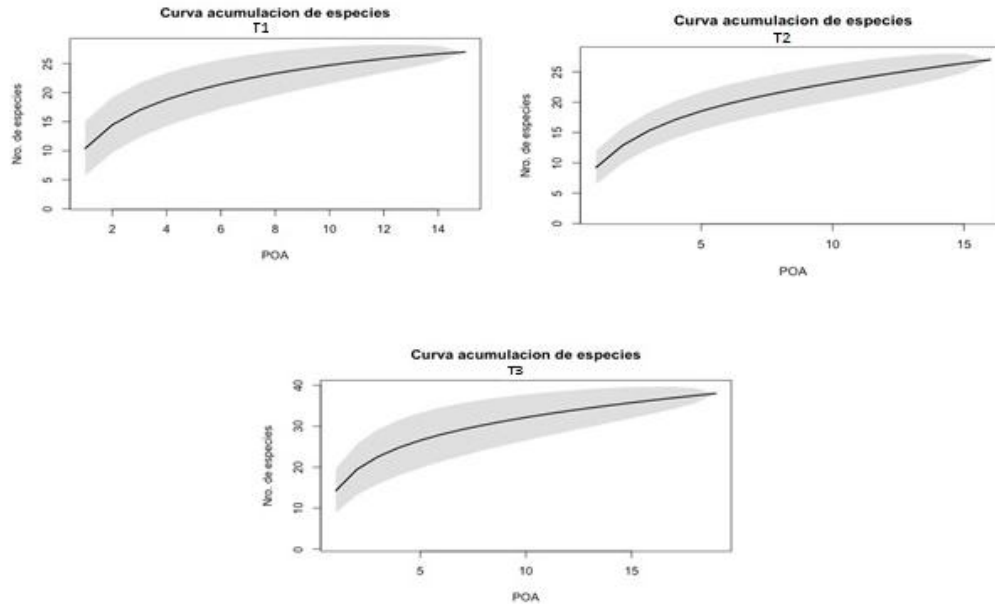 Curva acumulacion de especies
T1
Nro. de especies
0 5 10 15 20 25
2 4 6 8 10 12 14
POA
Curva acumulacion de especies
T2
Nro. de especies
0 5 10 15 20 25
5 10 15
POA
Curva acumulacion de especies
T3
Nro. de especies
0 10 20 30 40
5 10 15
POA